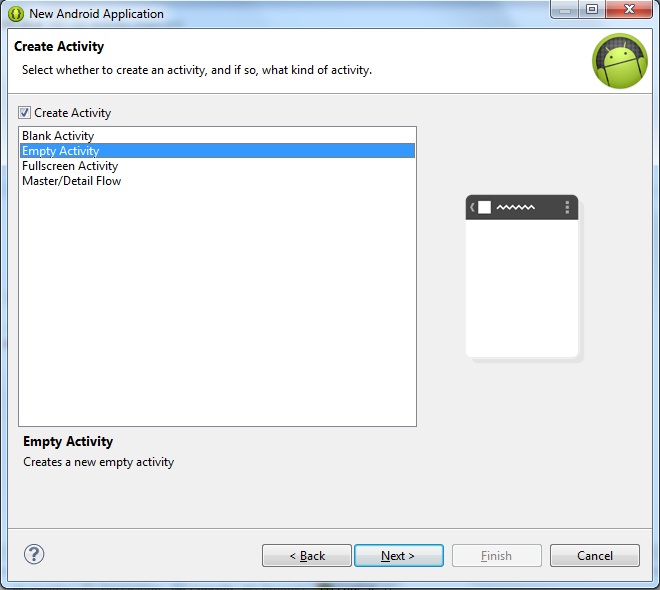 New Android Application
Create Activity
Select whether to create an activity, and if so, what kind of activity.
Create Activity
Blank Activity
Empty Activity
Fullscreen Activity
Master/Detail Flow
Empty Activity
Creates a new empty activity
?
< Back
Next >
Finish
Cancel